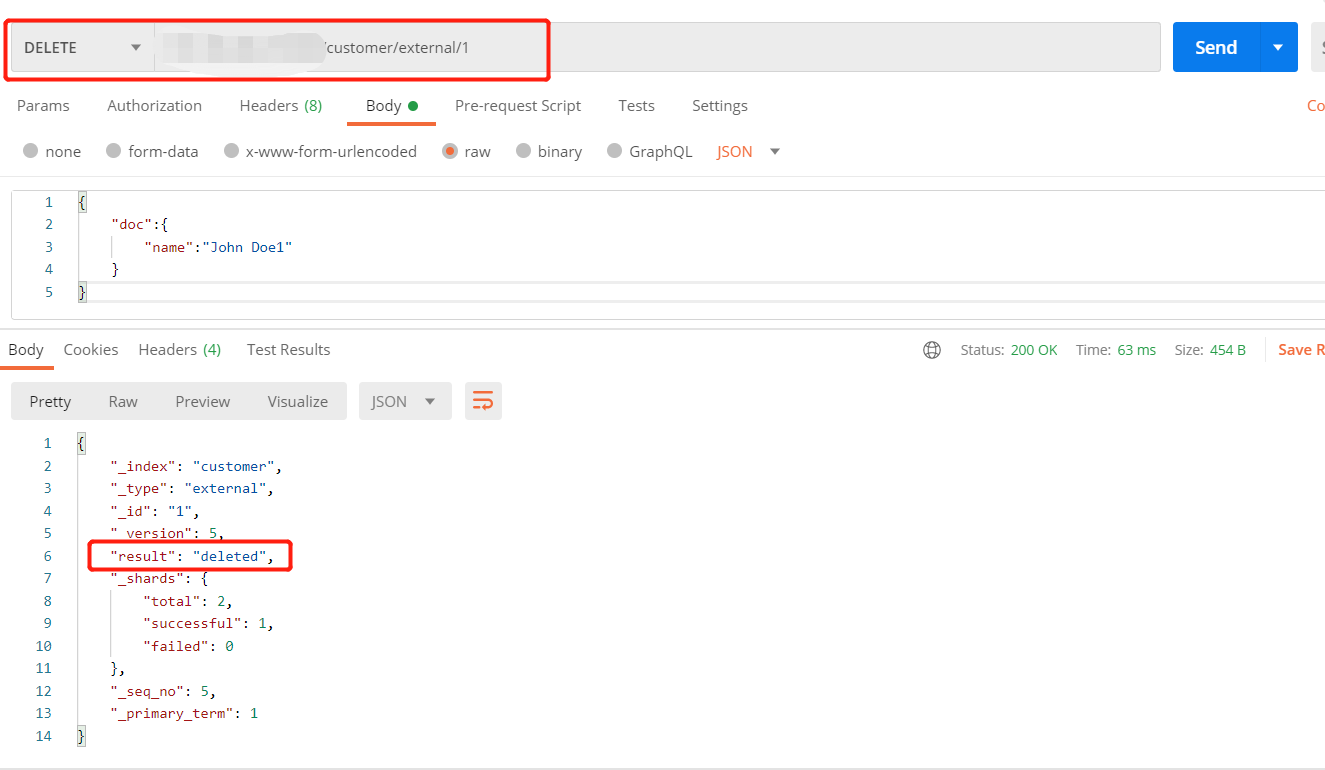 DELETE /customer/external/1 Send
Params Authorization Headers (8) Body Pre-request Script Tests Settings Co
none form-data x-www-form-urlencoded raw binary GraphQL JSON
1 {
2 "doc":{
3 "name":"John Doe1"
4 }
5 }
Body Cookies Headers (4) Test Results Status: 200 OK Time: 63 ms Size: 454 B Save R
Pretty Raw Preview Visualize JSON
1 {
2 "_index": "customer",
3 "_type": "external",
4 "_id": "1",
5 "_version": 5,
6 "result": "deleted",
7 "_shards": {
8 "total": 2,
9 "successful": 1,
10 "failed": 0
11 },
12 "_seq_no": 5,
13 "_primary_term": 1
14 }